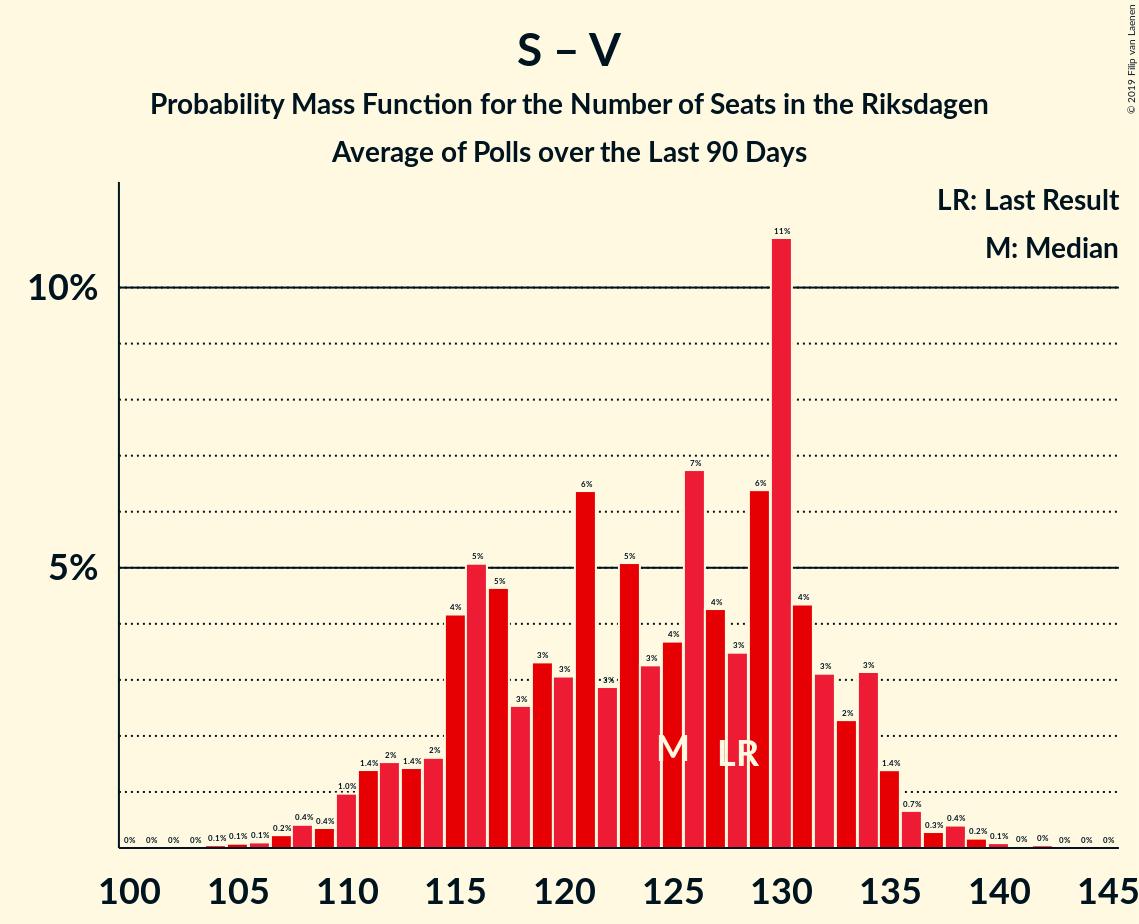 S – V
Probability Mass Function for the Number of Seats in the Riksdagen
Average of Polls over the Last 90 Days
© 2019 Filip van Laenen
LR: Last Result
M: Median
10%
5%
0% 0% 0% 0% 0.1% 0.1% 0.1% 0.2% 0.4% 0.4% 1.0% 1.4% 2% 1.4% 2% 4% 5% 5% 3% 3% 3% 6% 3% 5% 3% 4% 7% 4% 3% 6% 11% 4% 3% 2% 3% 1.4% 0.7% 0.3% 0.4% 0.2% 0.1% 0% 0% 0% 0% 0%
M LR
100 105 110 115 120 125 130 135 140 145